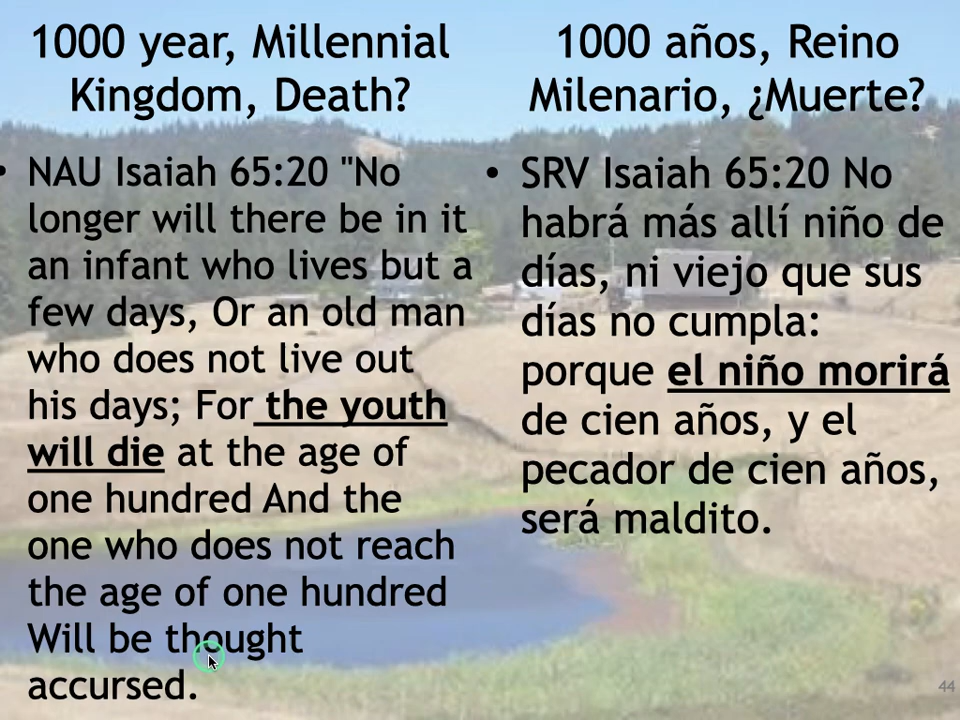 1000 year, Millennial
Kingdom, Death?
• NAU Isaiah 65:20 "No
longer will there be in it
an infant who lives but a
few days, Or an old man
who does not live out
his days; For the youth
will die at the age of
one hundred And the
one who does not reach
the age of one hundred
Will be thought
accursed.
1000 años, Reino
Milenario, ¿Muerte?
• SRV Isaiah 65:20 No
habrá más allí niño de
días, ni viejo que sus
días no cumpla:
porque el niño morirá
de cien años, y el
pecador de cien años,
será maldito.
44